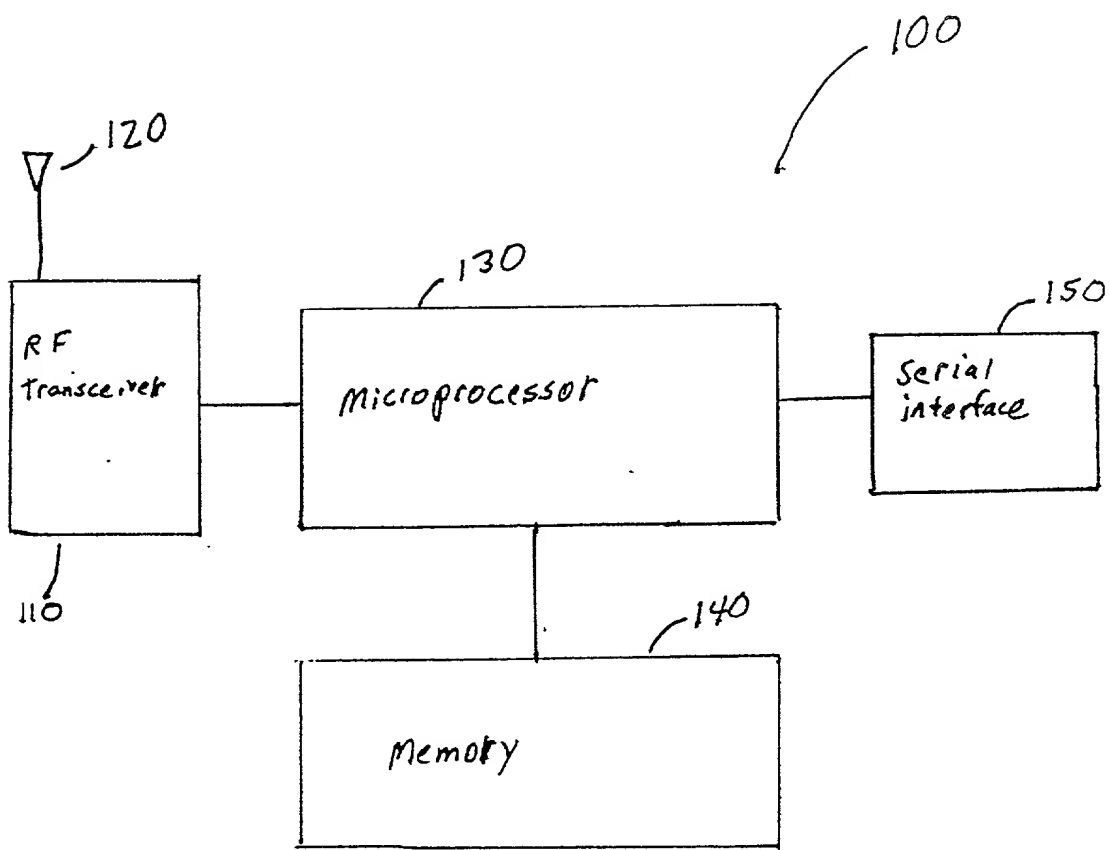 100
120
130
150
RF
Transceiver
Microprocessor
Serial
interface
110
140
Memory